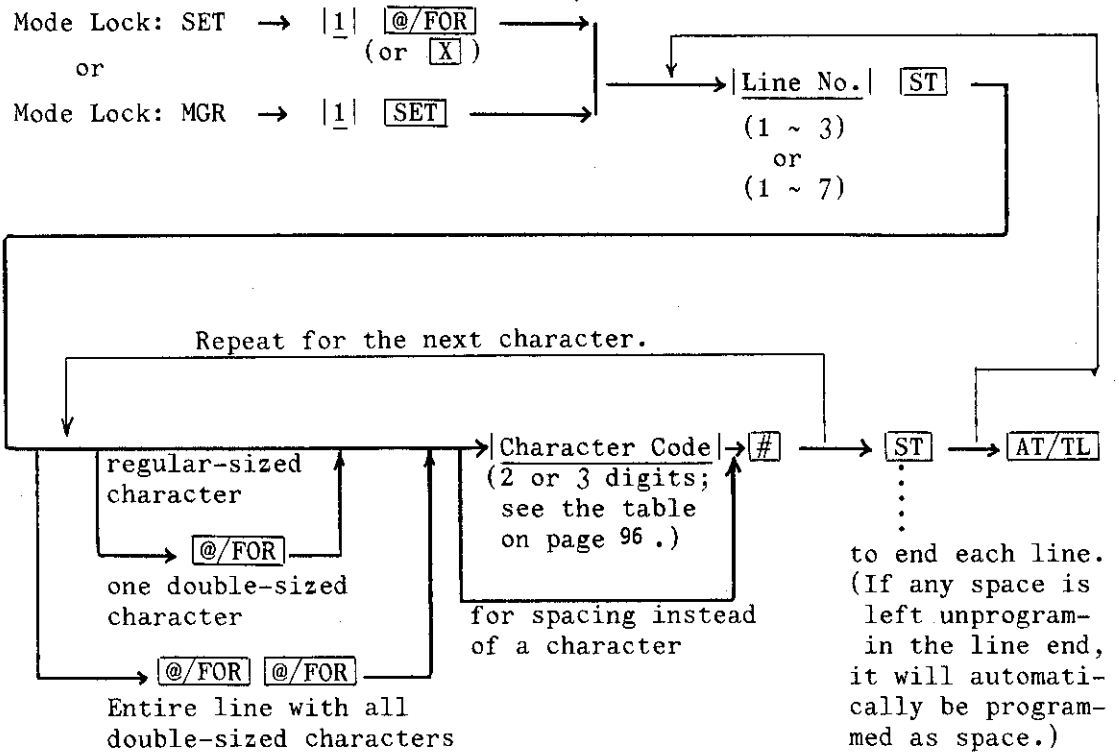 Mode Lock: SET → |1| @/FOR
(or X)
or
Mode Lock: MGR → |1| SET
|Line No.| ST
(1 ~ 3)
or
(1 ~ 7)
Repeat for the next character.
|Character Code| → # → ST → AT/TL
(2 or 3 digits;
see the table
on page 96 .)
regular-sized
character
@/FOR
one double-sized
character
@/FOR @/FOR
Entire line with all
double-sized characters
for spacing instead
of a character
to end each line.
(If any space is
left unprogram-
in the line end,
it will automati-
cally be program-
med as space.)